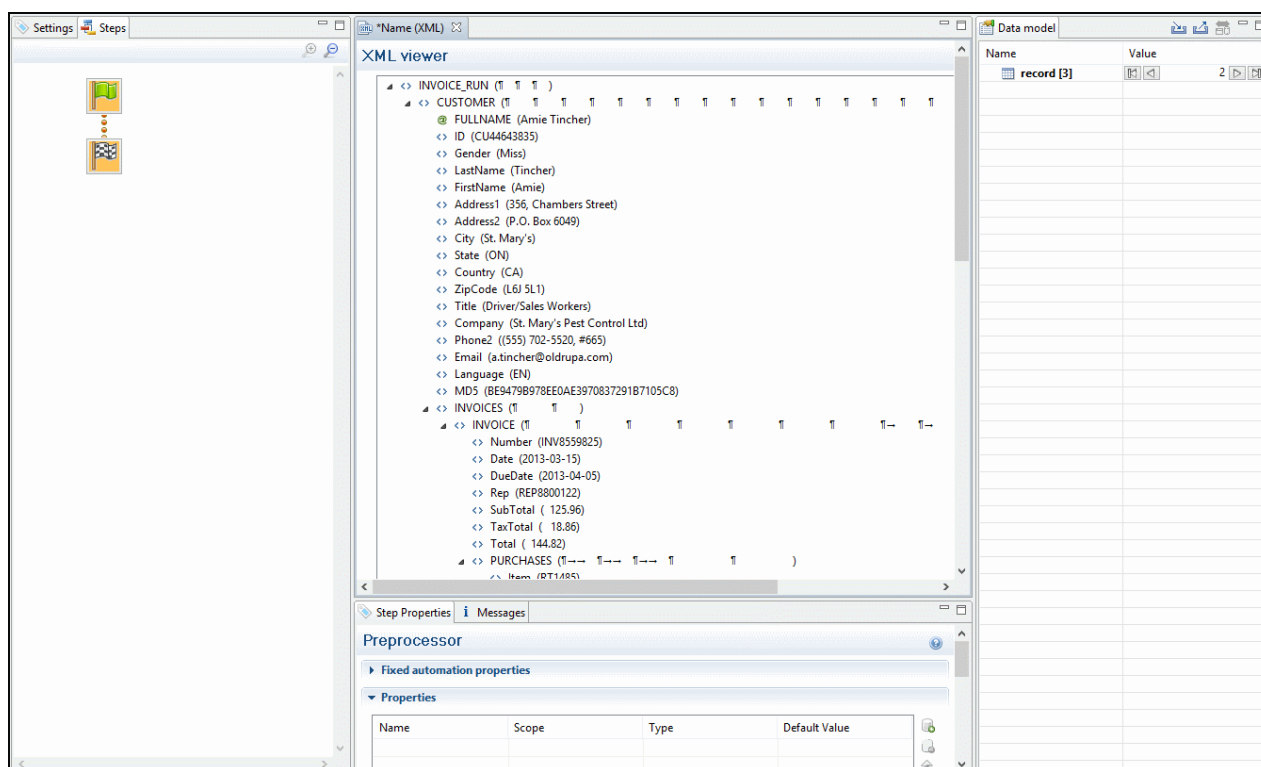 Settings Steps
*Name (XML)
XML viewer
INVOICE_RUN (¶ ¶ ¶ )
CUSTOMER (¶ ¶ ¶ ¶ ¶ ¶ ¶ ¶ ¶ ¶ ¶ ¶ ¶ ¶ ¶ ¶
@ FULLNAME (Amie Tincher)
<> ID (CU44643835)
<> Gender (Miss)
<> LastName (Tincher)
<> FirstName (Amie)
<> Address1 (356, Chambers Street)
<> Address2 (P.O. Box 6049)
<> City (St. Mary's)
<> State (ON)
<> Country (CA)
<> ZipCode (L6J 5L1)
<> Title (Driver/Sales Workers)
<> Company (St. Mary's Pest Control Ltd)
<> Phone2 ((555) 702-5520, #665)
<> Email (a.tincher@oldrupa.com)
<> Language (EN)
<> MD5 (BE9479B978EE0AE3970837291B7105C8)
<> INVOICES (¶ ¶ )
<> INVOICE (¶ ¶ ¶ ¶ ¶ ¶ ¶ ¶→ ¶→
<> Number (INV8559825)
<> Date (2013-03-15)
<> DueDate (2013-04-05)
<> Rep (REP8800122)
<> SubTotal ( 125.96)
<> TaxTotal ( 18.86)
<> Total ( 144.82)
<> PURCHASES (¶→→ ¶→→ ¶→→ ¶ ¶ )
<> Item (RT1485)
Step Properties i Messages
Preprocessor
Fixed automation properties
Properties
Name Scope Type Default Value
Data model
Name Value
record [3] 2